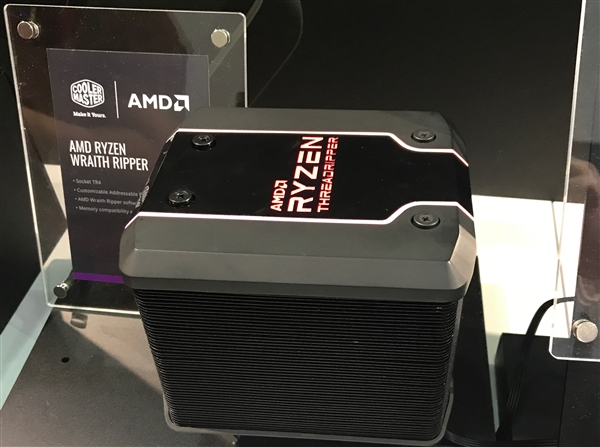 COOLER
MASTER
Make it Yours.
AMD
AMD RYZEN
WRAITH RIPPER
• Socket TR4
• Customizable Addressable
• AMD Wraith Ripper software
• Memory compatibility
AMD
RYZEN
THREADRIPPER